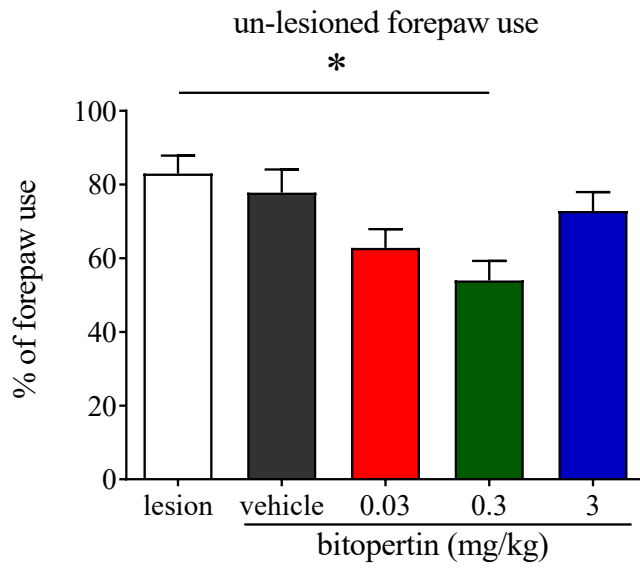 un-lesioned forepaw use
*
% of forepaw use
100
80
60
40
20
0
lesion vehicle 0.03 0.3 3
bitopertin (mg/kg)